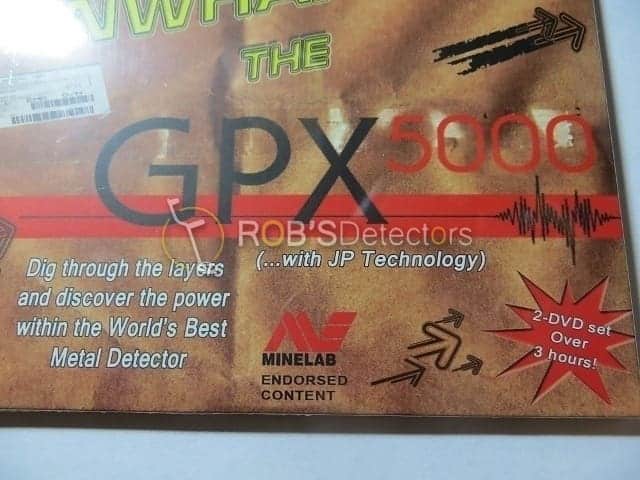 THE
GPX 5000
ROB'SDetectors
(...with JP Technology)
Dig through the layers
and discover the power
within the World's Best
Metal Detector
MINELAB
ENDORSED
CONTENT
2-DVD set
Over
3 hours!